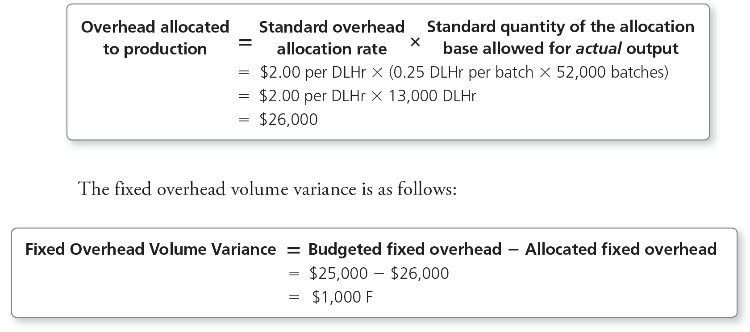 Overhead allocated to production = Standard overhead allocation rate × Standard quantity of the allocation base allowed for actual output
= $2.00 per DLHr × (0.25 DLHr per batch × 52,000 batches)
= $2.00 per DLHr × 13,000 DLHr
= $26,000
The fixed overhead volume variance is as follows:
Fixed Overhead Volume Variance = Budgeted fixed overhead − Allocated fixed overhead
= $25,000 − $26,000
= $1,000 F